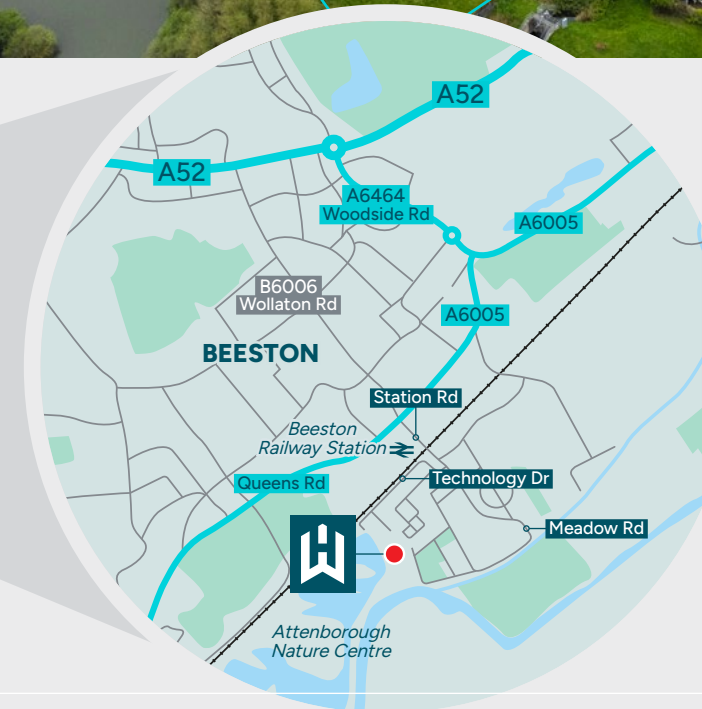 A52
A52
A6464
Woodside Rd
A6005
B6006
Wollaton Rd
A6005
BEESTON
Station Rd
Beeston
Railway Station
Technology Dr
Queens Rd
Meadow Rd
Attenborough
Nature Centre